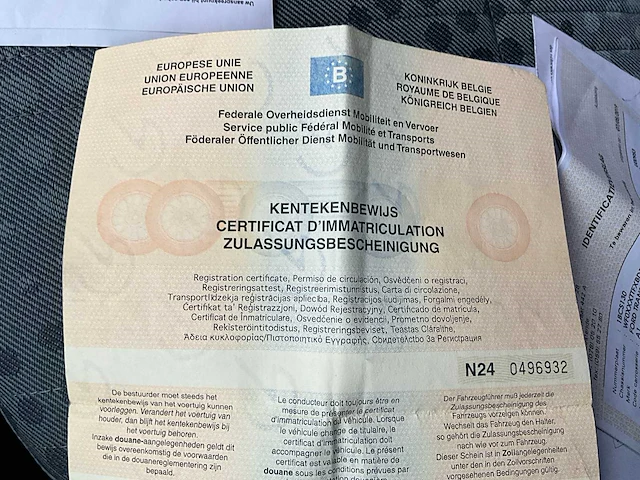 EUROPESE UNIE
UNION EUROPEENNE
EUROPÄISCHE UNION
B
KONINKRIJK BELGIE
ROYAUME DE BELGIQUE
KÖNIGREICH BELGIEN
Federale Overheidsdienst Mobiliteit en Vervoer
Service public Fédéral Mobilité et Transports
Föderaler Öffentlicher Dienst Mobilität und Transportwesen
KENTEKENBEWIJS
CERTIFICAT D'IMMATRICULATION
ZULASSUNGSBESCHEINIGUNG
Registration certificate, Permiso de circulación, Osvědčení o registraci,
Registreringsattest, Registreerimistunnistus, Carta di circolazione,
Transportlīdzekļa reģistrācijas apliecība, Registracijos liudijimas, Forgalmi engedély,
Ċertifikat ta' Reġistrazzjoni, Dowód Rejestracyjny, Certificado de matrícula,
Certificat de Inmatriculare, Osvedčenie o evidencii, Prometno dovoljenje,
Rekisteröintitodistus, Registreringsbeviset, Teastas Cláraithe,
Άδεια κυκλοφορίας/Πιστοποιητικό Εγγραφής, Свидетелство За Регистрация
N24 0496932
De bestuurder moet steeds het
kentekenbewijs van het voertuig kunnen
voorleggen. Verandert het voertuig van
houder, dan blijft het kentekenbewijs bij
het voertuig behoren.
Inzake douane-aangelegenheden geldt dit
bewijs overeenkomstig de voorwaarden
die in de douanereglementering zijn
bepaald.
Le conducteur doit toujours être en
mesure de présenter le certificat
d'immatriculation du véhicule. Lorsque
le véhicule change de titulaire, le
certificat d'immatriculation doit
accompagner le véhicule. Le présent
certificat est valable en matière de
douane sous les conditions prévues par
Der Fahrzeugführer muß jederzeit die
Zulassungsbescheinigung des
Fahrzeugs vorzeigen können.
Wechselt das Fahrzeug den Halter,
so gehört die Zulassungsbescheinigung
nach wie vor zum Fahrzeug.
Dieser Schein ist in Zollangelegenheiten
unter den in den Zollvorschriften
vorgesehenen Bedingungen gültig.